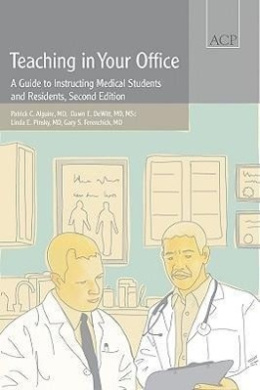 ACP
Teaching in Your Office
A Guide to Instructing Medical Students
and Residents, Second Edition
Patrick C. Alguire, MD, Dawn E. DeWitt, MD, MSc
Linda E. Pinsky, MD, Gary S. Ferenchick, MD